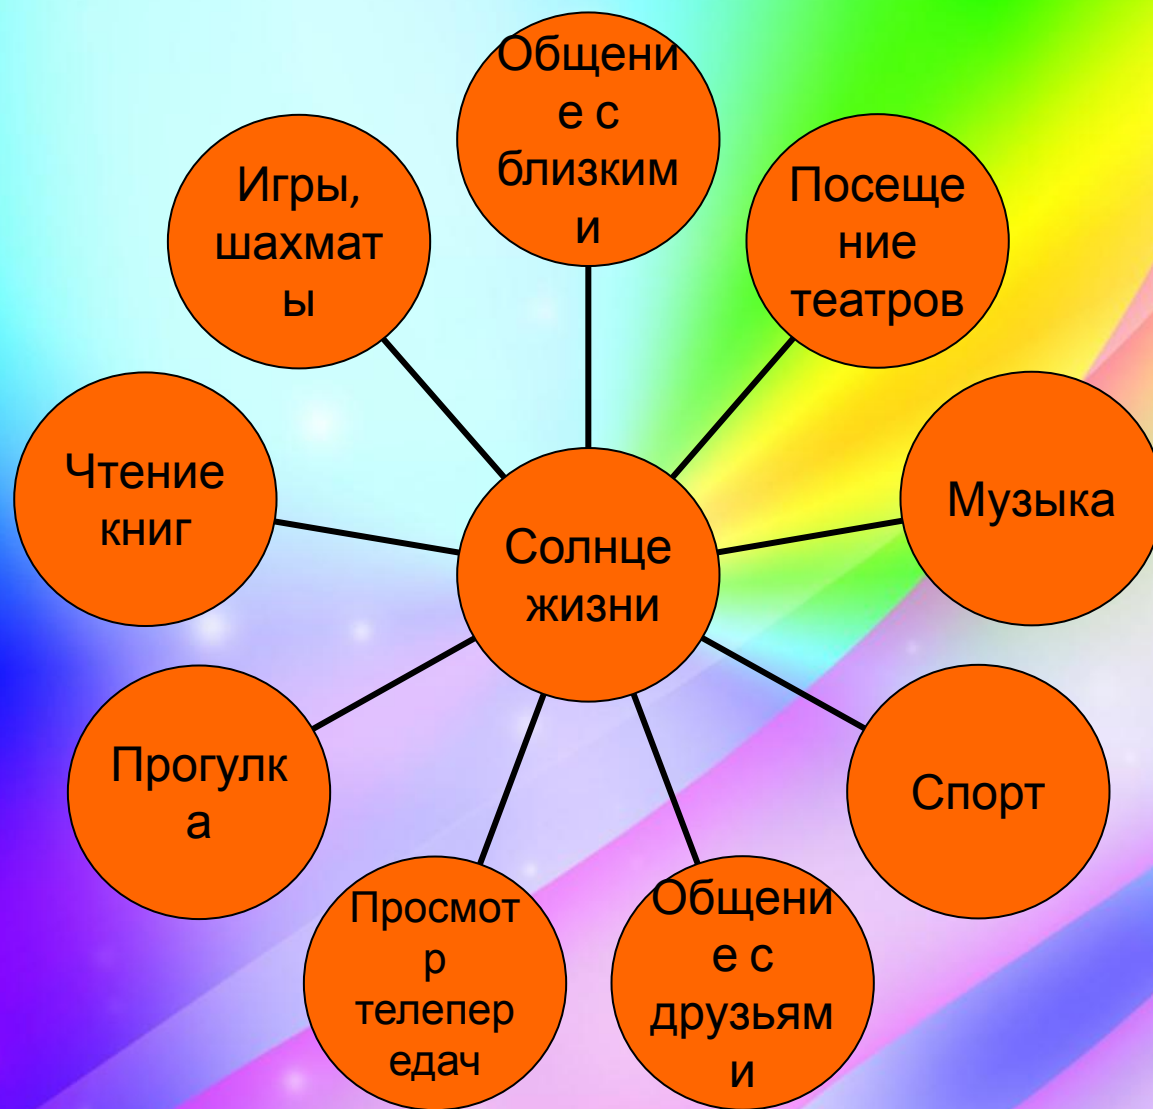 Общени
е с
близким
и
Посеще
ние
театров
Музыка
Спорт
Общени
е с
друзьям
и
Просмот
р
телепер
едач
Прогулк
а
Чтение
книг
Игры,
шахмат
ы
Солнце
жизни